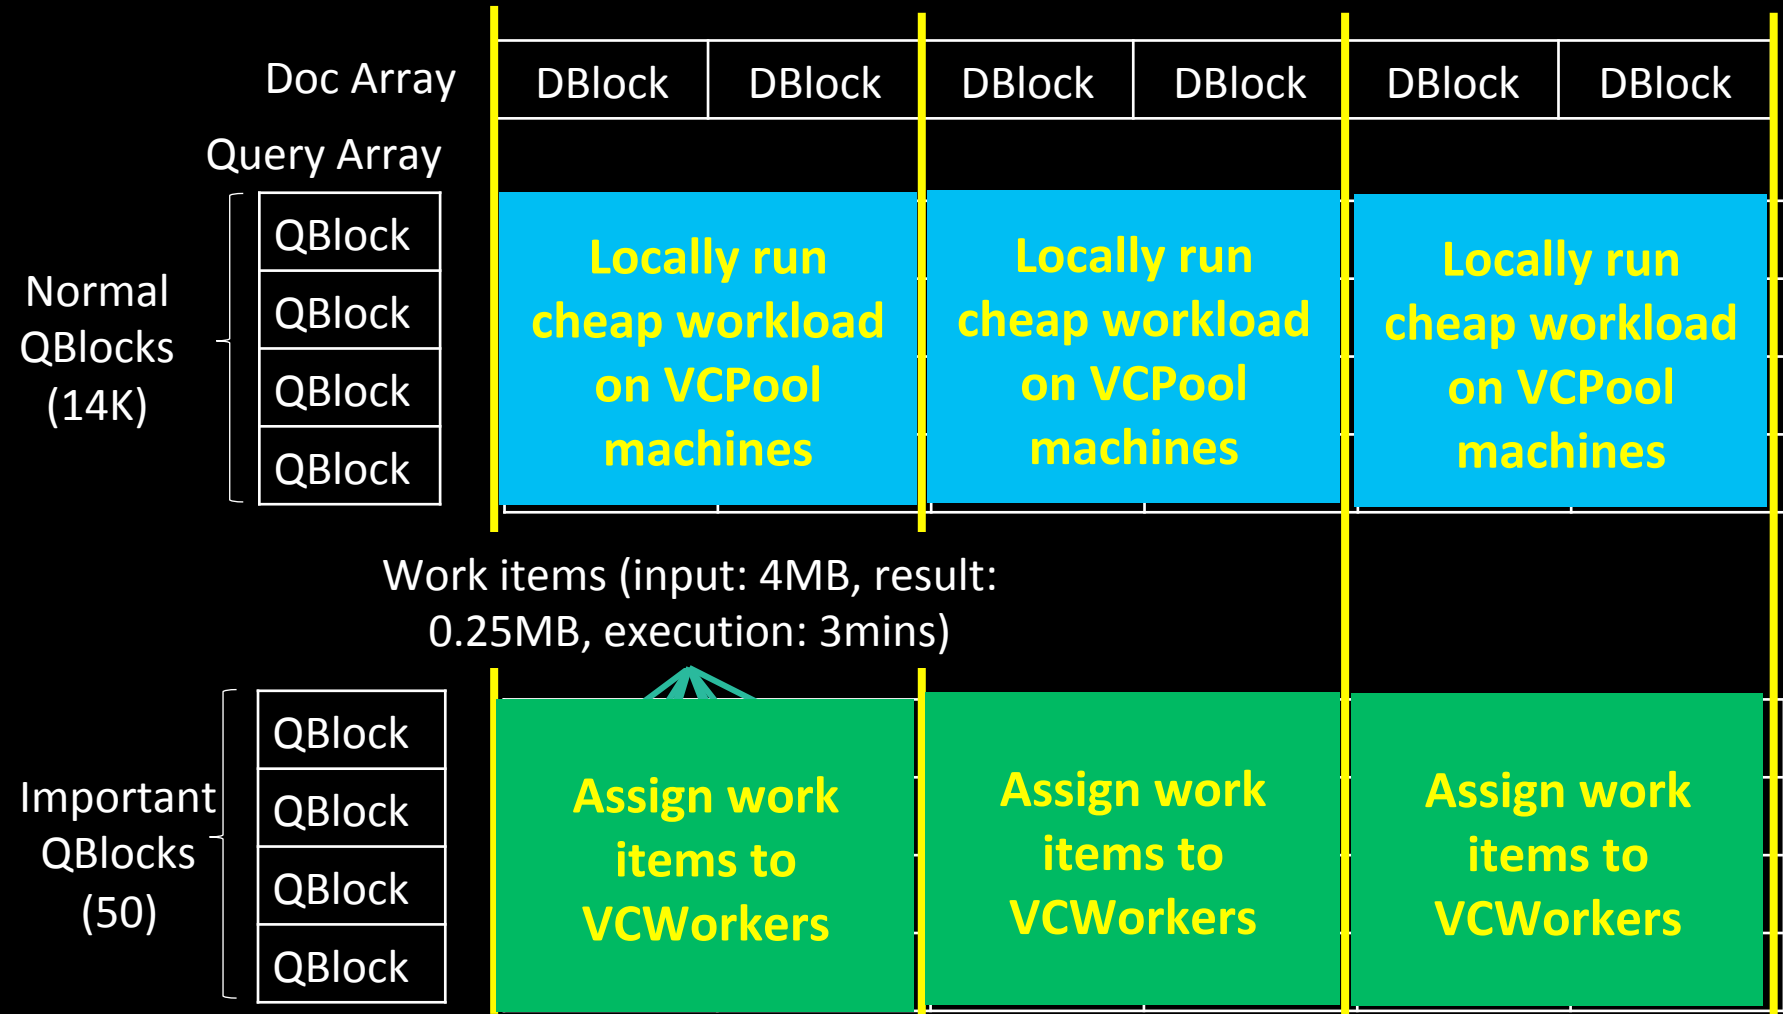 Doc Array
DBlock DBlock DBlock DBlock DBlock DBlock
Query Array
Normal
QBlocks
(14K)
QBlock
QBlock
QBlock
QBlock
Locally run
cheap workload
on VCPool
machines
Locally run
cheap workload
on VCPool
machines
Locally run
cheap workload
on VCPool
machines
Work items (input: 4MB, result:
0.25MB, execution: 3mins)
Important
QBlocks
(50)
QBlock
QBlock
QBlock
QBlock
Assign work
items to
VCWorkers
Assign work
items to
VCWorkers
Assign work
items to
VCWorkers